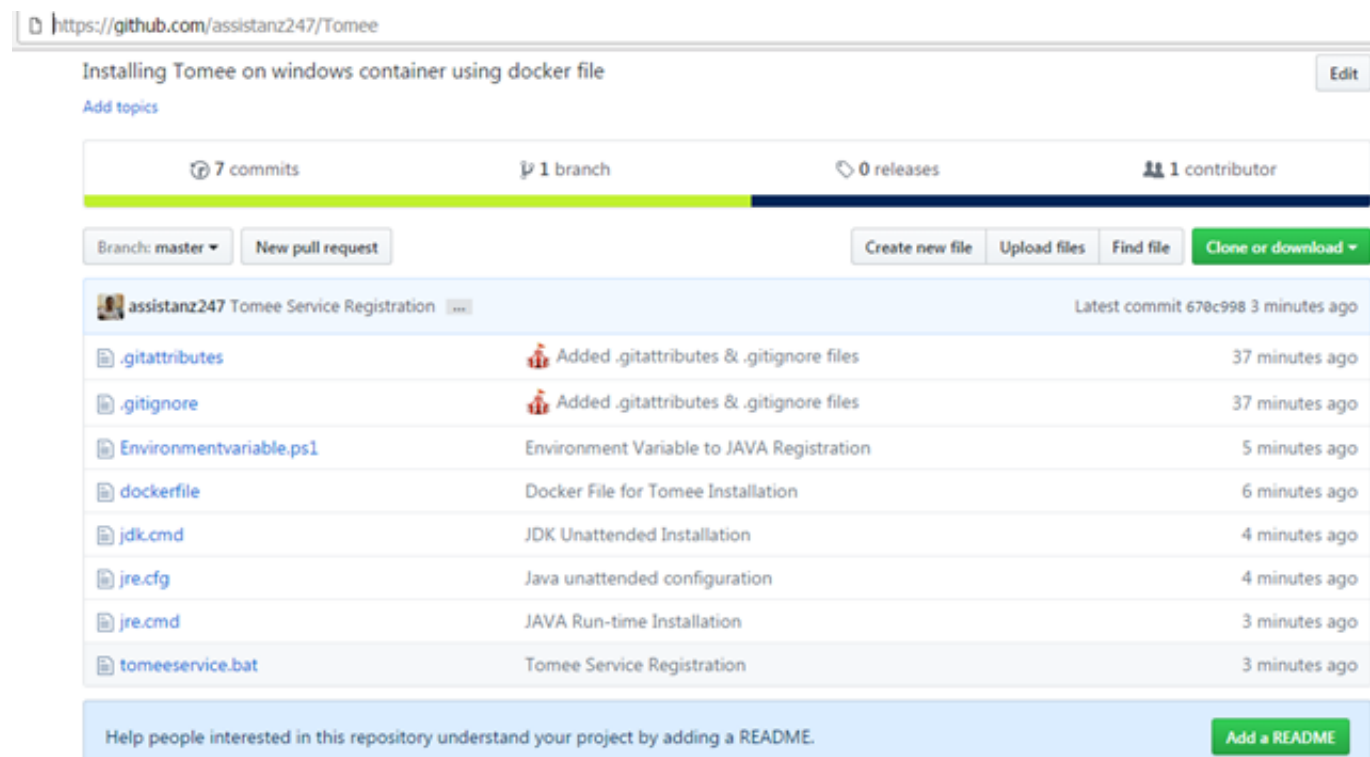 https://github.com/assistanz247/Tomee
Installing Tomee on windows container using docker file
Edit
Add topics
7 commits
1 branch
0 releases
1 contributor
Branch: master
New pull request
Create new file
Upload files
Find file
Clone or download
assistanz247 Tomee Service Registration ...
Latest commit 670c998 3 minutes ago
.gitattributes Added .gitattributes & .gitignore files 37 minutes ago
.gitignore Added .gitattributes & .gitignore files 37 minutes ago
Environmentvariable.ps1 Environment Variable to JAVA Registration 5 minutes ago
dockerfile Docker File for Tomee Installation 6 minutes ago
jdk.cmd JDK Unattended Installation 4 minutes ago
jre.cfg Java unattended configuration 4 minutes ago
jre.cmd JAVA Run-time Installation 3 minutes ago
tomeeservice.bat Tomee Service Registration 3 minutes ago
Help people interested in this repository understand your project by adding a README.
Add a README